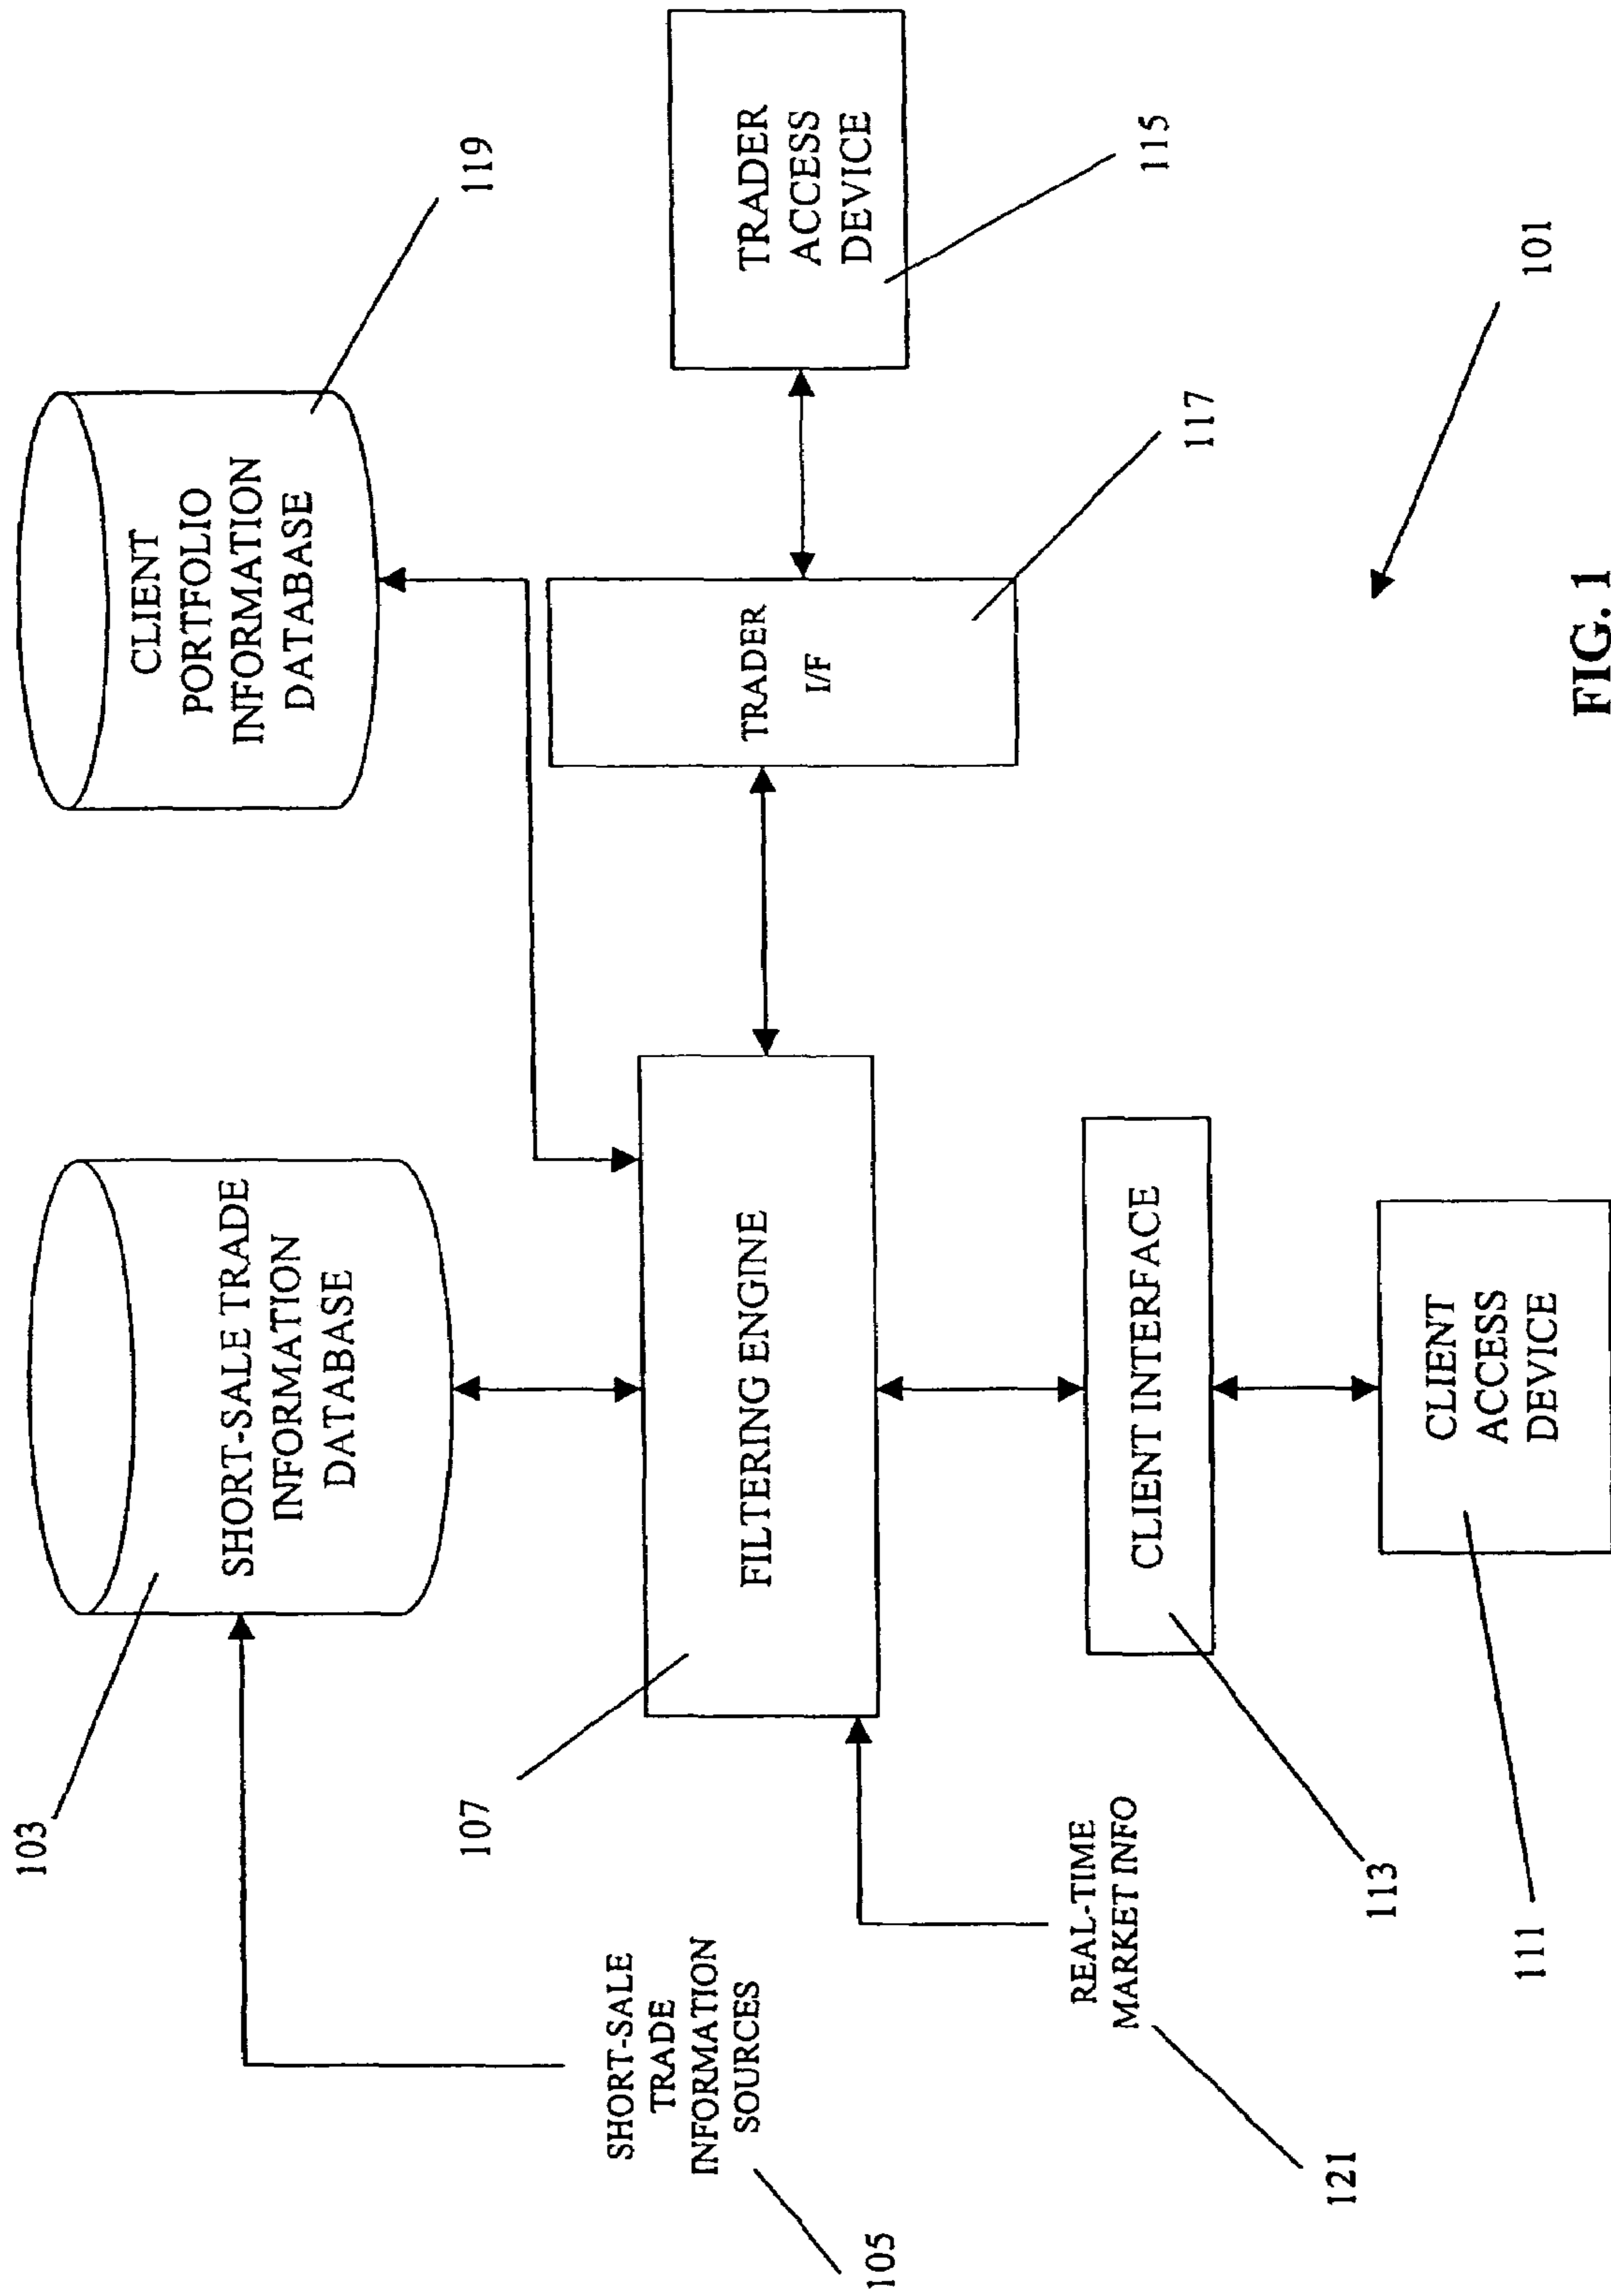 103
SHORT-SALE TRADE
INFORMATION
DATABASE
119
CLIENT
PORTFOLIO
INFORMATION
DATABASE
105
SHORT-SALE
TRADE
INFORMATION
SOURCES
107
FILTERING ENGINE
TRADER
I/F
117
TRADER
ACCESS
DEVICE
115
121
REAL-TIME
MARKET INFO
113
CLIENT INTERFACE
111
CLIENT
ACCESS
DEVICE
101
FIG. 1